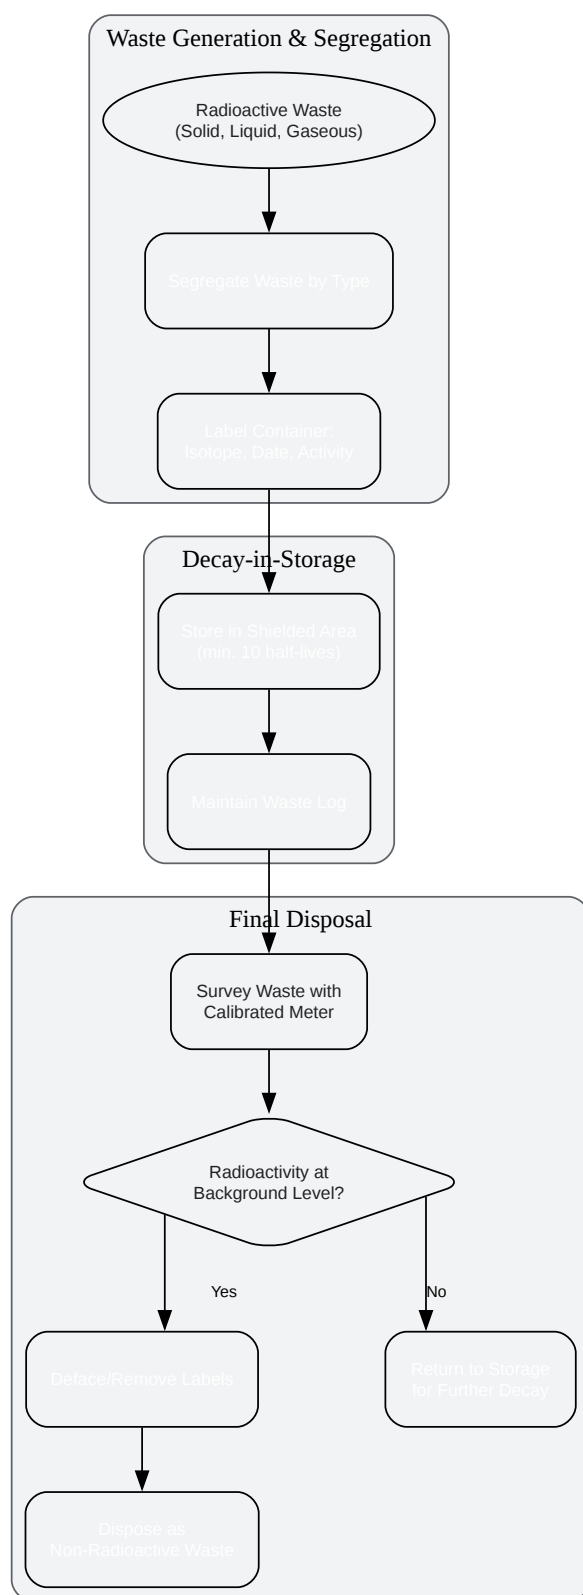 Waste Generation & Segregation
Radioactive Waste
(Solid, Liquid, Gaseous)
Segregate Waste by Type
Label Container:
Isotope, Date, Activity
Decay-in-Storage
Store in Shielded Area
(min. 10 half-lives)
Maintain Waste Log
Final Disposal
Survey Waste with
Calibrated Meter
Radioactivity at
Background Level?
Yes
No
Deface/Remove Labels
Return to Storage
for Further Decay
Dispose as
Non-Radioactive Waste